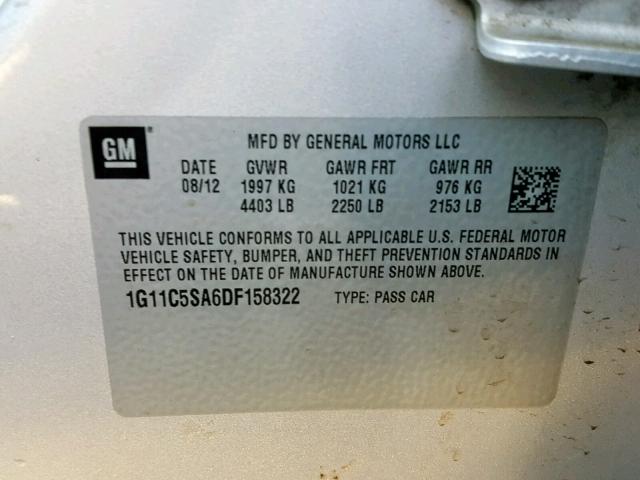 GM
MFD BY GENERAL MOTORS LLC
DATE GVWR GAWR FRT GAWR RR
08/12 1997 KG 1021 KG 976 KG
4403 LB 2250 LB 2153 LB
THIS VEHICLE CONFORMS TO ALL APPLICABLE U.S. FEDERAL MOTOR
VEHICLE SAFETY, BUMPER, AND THEFT PREVENTION STANDARDS IN
EFFECT ON THE DATE OF MANUFACTURE SHOWN ABOVE.
1G11C5SA6DF158322 TYPE: PASS CAR